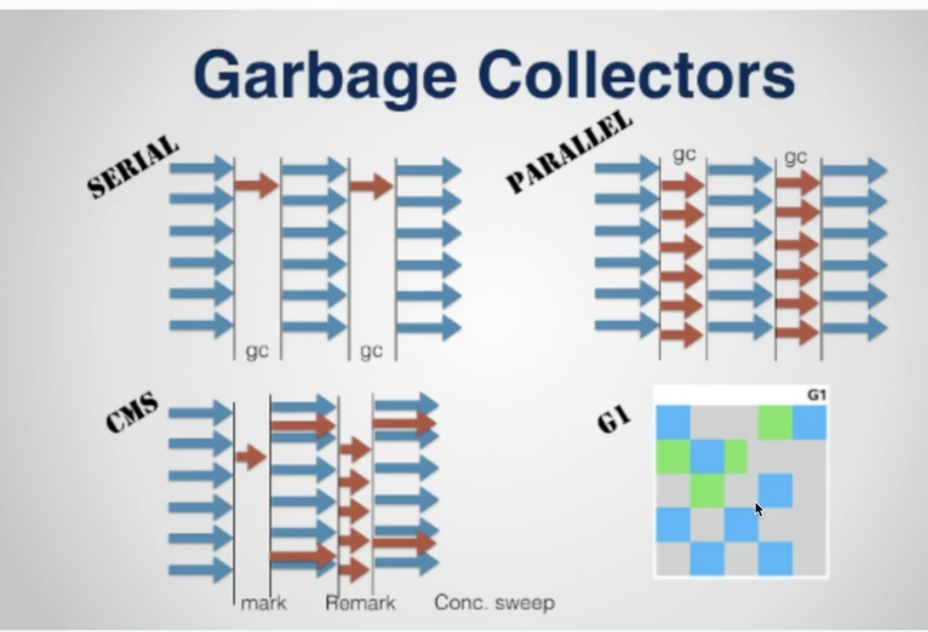 Garbage Collectors
SERIAL
gc
gc
PARALLEL
gc
gc
CMS
mark
Remark
Conc. sweep
G1
G1